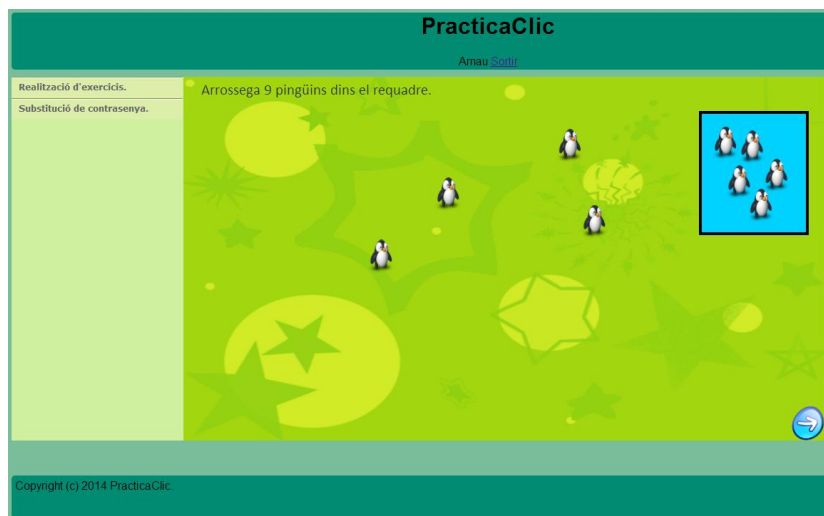 PracticaClic
Arnau Sortir
Realització d'exercicis.
Substitució de contrasenya.
Arrossega 9 pingüins dins el requadre.
Copyright (c) 2014 PracticaClic.